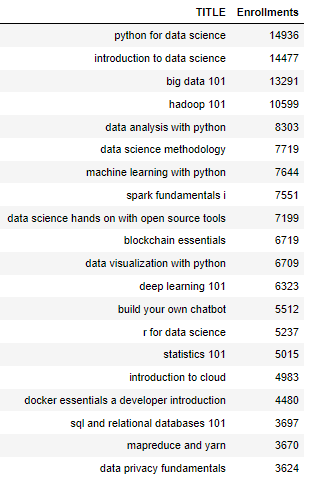 TITLE Enrollments
python for data science 14936
introduction to data science 14477
big data 101 13291
hadoop 101 10599
data analysis with python 8303
data science methodology 7719
machine learning with python 7644
spark fundamentals i 7551
data science hands on with open source tools 7199
blockchain essentials 6719
data visualization with python 6709
deep learning 101 6323
build your own chatbot 5512
r for data science 5237
statistics 101 5015
introduction to cloud 4983
docker essentials a developer introduction 4480
sql and relational databases 101 3697
mapreduce and yarn 3670
data privacy fundamentals 3624